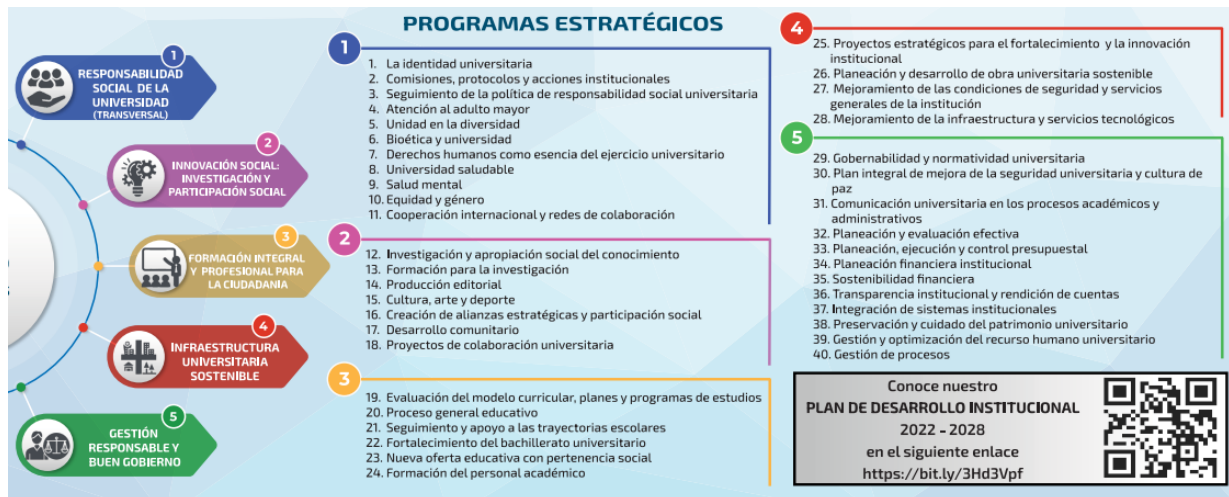 PROGRAMAS ESTRATÉGICOS
1
RESPONSABILIDAD
SOCIAL DE LA
UNIVERSIDAD
(TRANSVERSAL)
2
INNOVACIÓN SOCIAL:
INVESTIGACIÓN Y
PARTICIPACIÓN SOCIAL
3
FORMACIÓN INTEGRAL
Y PROFESIONAL PARA
LA CIUDADANÍA
4
INFRAESTRUCTURA
UNIVERSITARIA
SOSTENIBLE
5
GESTIÓN
RESPONSABLE Y
BUEN GOBIERNO
1
1. La identidad universitaria
2. Comisiones, protocolos y acciones institucionales
3. Seguimiento de la política de responsabilidad social universitaria
4. Atención al adulto mayor
5. Unidad en la diversidad
6. Bioética y universidad
7. Derechos humanos como esencia del ejercicio universitario
8. Universidad saludable
9. Salud mental
10. Equidad y género
11. Cooperación internacional y redes de colaboración
2
12. Investigación y apropiación social del conocimiento
13. Formación para la investigación
14. Producción editorial
15. Cultura, arte y deporte
16. Creación de alianzas estratégicas y participación social
17. Desarrollo comunitario
18. Proyectos de colaboración universitaria
3
19. Evaluación del modelo curricular, planes y programas de estudios
20. Proceso general educativo
21. Seguimiento y apoyo a las trayectorias escolares
22. Fortalecimiento del bachillerato universitario
23. Nueva oferta educativa con pertenencia social
24. Formación del personal académico
4
25. Proyectos estratégicos para el fortalecimiento y la innovación
institucional
26. Planeación y desarrollo de obra universitaria sostenible
27. Mejoramiento de las condiciones de seguridad y servicios
generales de la institución
28. Mejoramiento de la infraestructura y servicios tecnológicos
5
29. Gobernabilidad y normatividad universitaria
30. Plan integral de mejora de la seguridad universitaria y cultura de
paz
31. Comunicación universitaria en los procesos académicos y
administrativos
32. Planeación y evaluación efectiva
33. Planeación, ejecución y control presupuestal
34. Planeación financiera institucional
35. Sostenibilidad financiera
36. Transparencia institucional y rendición de cuentas
37. Integración de sistemas institucionales
38. Preservación y cuidado del patrimonio universitario
39. Gestión y optimización del recurso humano universitario
40. Gestión de procesos
Conoce nuestro
PLAN DE DESARROLLO INSTITUCIONAL
2022 - 2028
en el siguiente enlace
https://bit.ly/3Hd3Vpf